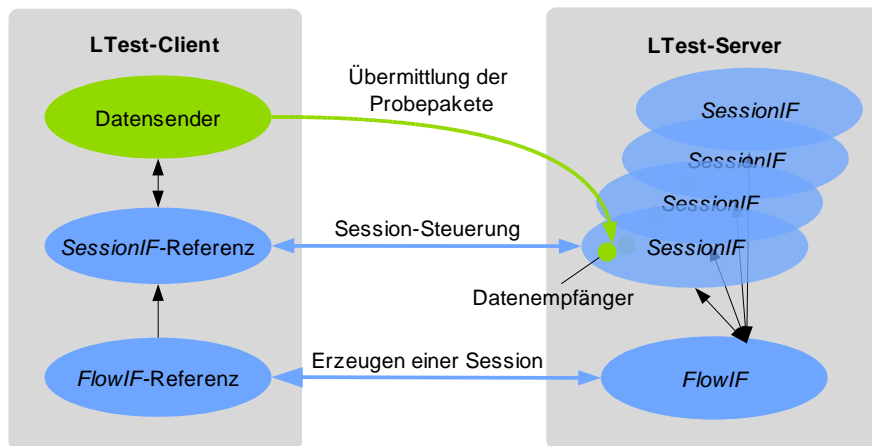 LTest-Client
LTest-Server
Übermittlung der
Probepakete
Datensender
SessionIF
SessionIF
SessionIF
SessionIF-Referenz
Session-Steuerung
SessionIF
Datenempfänger
FlowIF-Referenz
Erzeugen einer Session
FlowIF